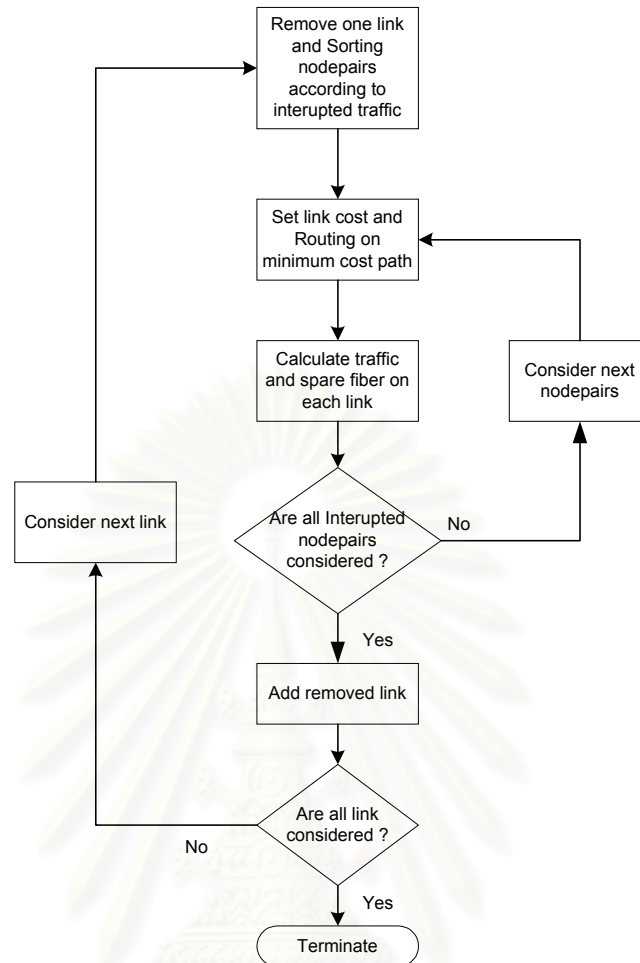 Remove one link
and Sorting
nodepairs
according to
interupted traffic
Set link cost and
Routing on
minimum cost path
Calculate traffic
and spare fiber on
each link
Consider next
nodepairs
Consider next link
Are all Interupted
nodepairs
considered ?
No
Yes
Add removed link
Are all link
considered ?
No
Yes
Terminate